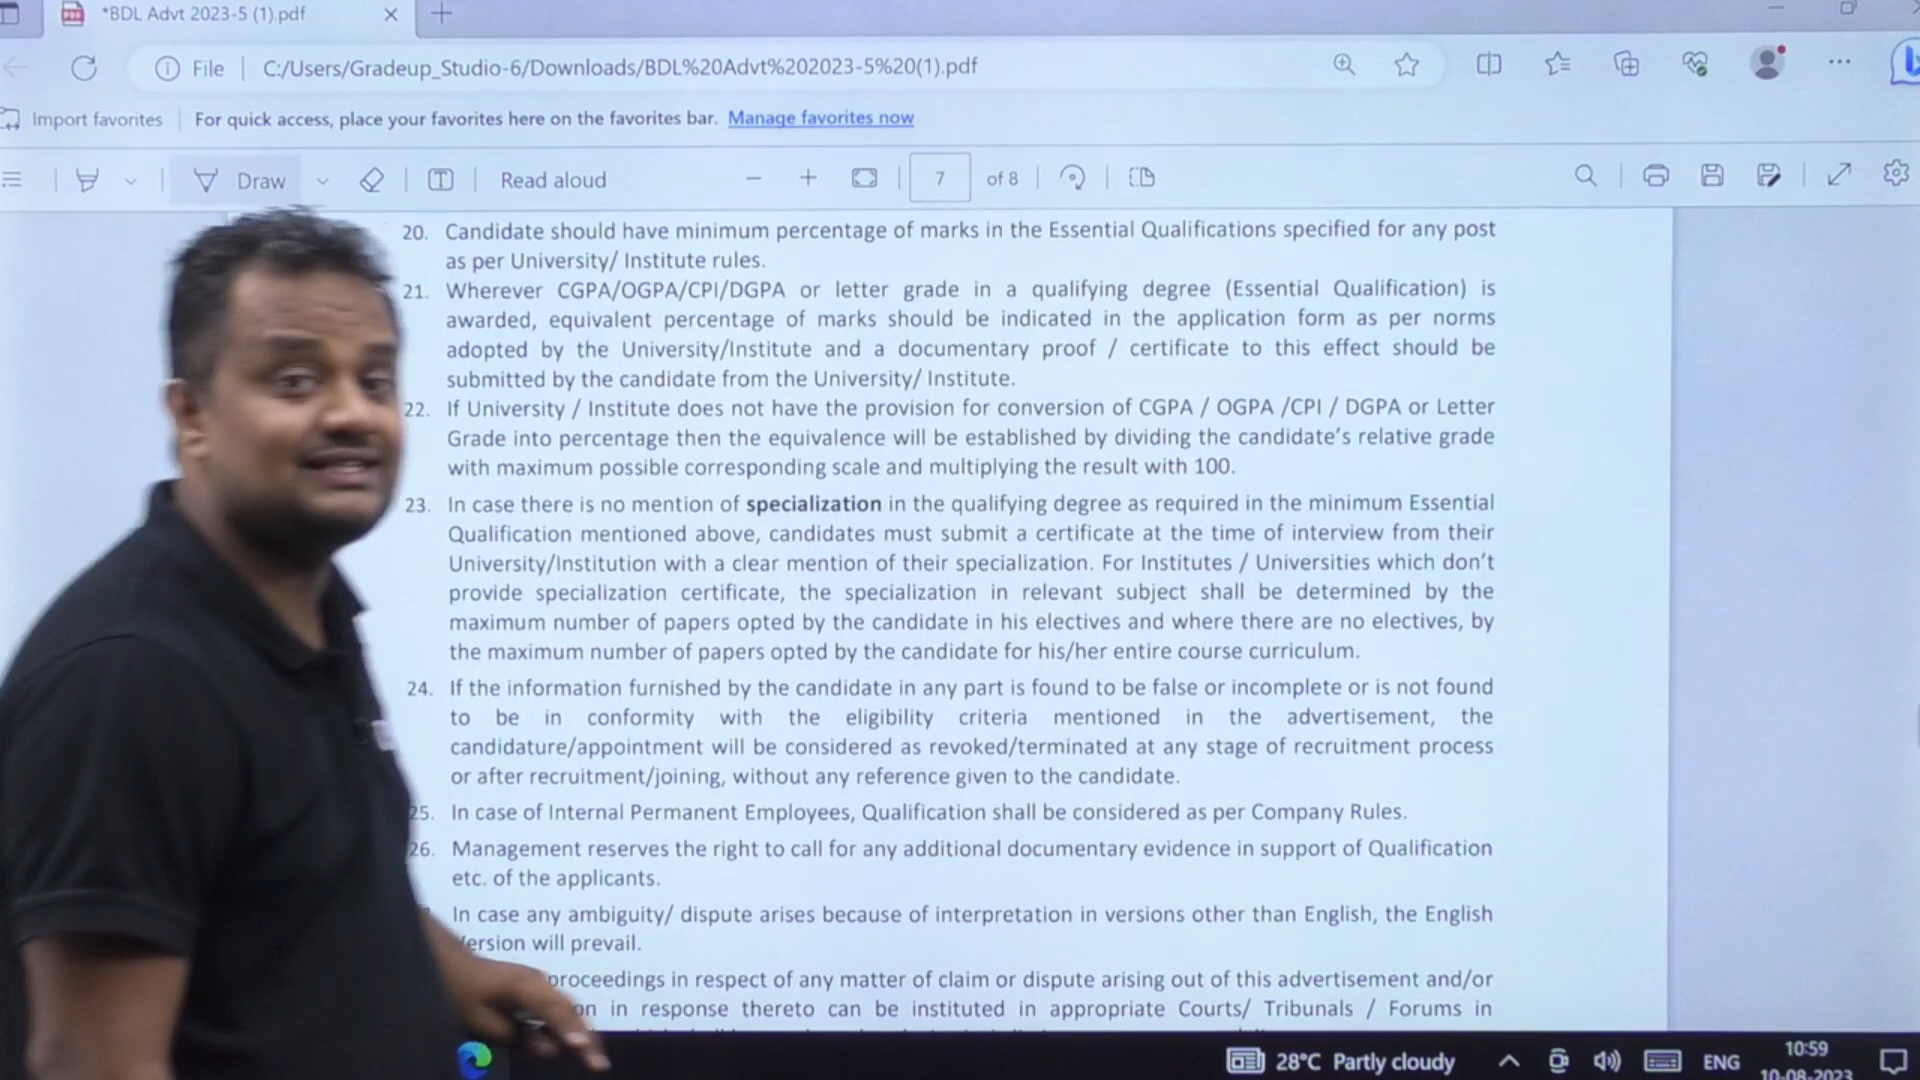 *BDL Advt 2023-5 (1).pdf
File C:/Users/Gradeup_Studio-6/Downloads/BDL%20Advt%202023-5%20(1).pdf
Import favorites For quick access, place your favorites here on the favorites bar. Manage favorites now
Draw Read aloud 7 of 8
20. Candidate should have minimum percentage of marks in the Essential Qualifications specified for any post
as per University/ Institute rules.
21. Wherever CGPA/OGPA/CPI/DGPA or letter grade in a qualifying degree (Essential Qualification) is
awarded, equivalent percentage of marks should be indicated in the application form as per norms
adopted by the University/Institute and a documentary proof / certificate to this effect should be
submitted by the candidate from the University/ Institute.
22. If University / Institute does not have the provision for conversion of CGPA / OGPA /CPI / DGPA or Letter
Grade into percentage then the equivalence will be established by dividing the candidate's relative grade
with maximum possible corresponding scale and multiplying the result with 100.
23. In case there is no mention of specialization in the qualifying degree as required in the minimum Essential
Qualification mentioned above, candidates must submit a certificate at the time of interview from their
University/Institution with a clear mention of their specialization. For Institutes / Universities which don't
provide specialization certificate, the specialization in relevant subject shall be determined by the
maximum number of papers opted by the candidate in his electives and where there are no electives, by
the maximum number of papers opted by the candidate for his/her entire course curriculum.
24. If the information furnished by the candidate in any part is found to be false or incomplete or is not found
to be in conformity with the eligibility criteria mentioned in the advertisement, the
candidature/appointment will be considered as revoked/terminated at any stage of recruitment process
or after recruitment/joining, without any reference given to the candidate.
25. In case of Internal Permanent Employees, Qualification shall be considered as per Company Rules.
26. Management reserves the right to call for any additional documentary evidence in support of Qualification
etc. of the applicants.
In case any ambiguity/ dispute arises because of interpretation in versions other than English, the English
Version will prevail.
proceedings in respect of any matter of claim or dispute arising out of this advertisement and/or
on in response thereto can be instituted in appropriate Courts/ Tribunals / Forums in
28°C Partly cloudy ENG 10:59
10-08-2023